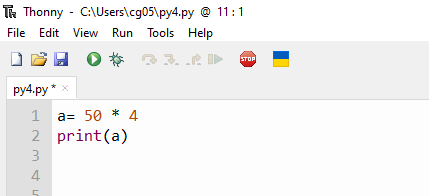 Thonny - C:\Users\cg05\py4.py @ 11 : 1
File Edit View Run Tools Help
STOP
py4.py * ×
1 a= 50 * 4
2 print(a)
3
4
5